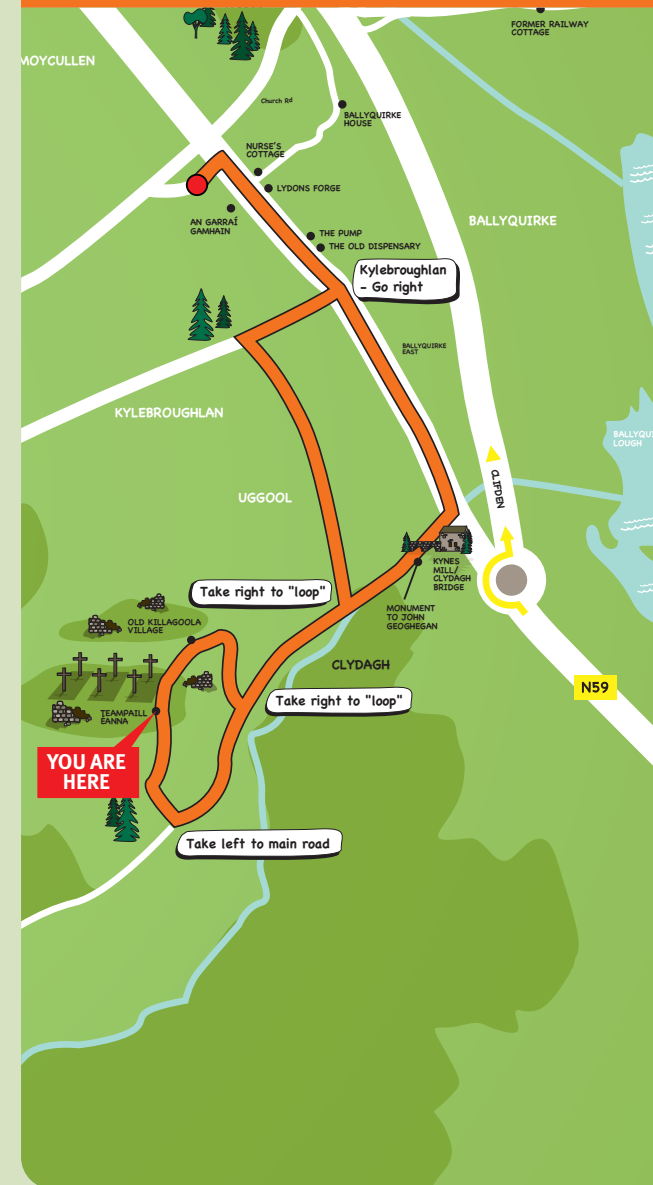 FORMER RAILWAY
COTTAGE
MOYCULLEN
Church Rd
BALLYQUIRKE
HOUSE
NURSE'S
COTTAGE
LYDONS FORGE
AN GARRAÍ
GAMHAIN
BALLYQUIRKE
THE PUMP
THE OLD DISPENSARY
Kylebroughlan
- Go right
BALLYQUIRKE
EAST
KYLEBROUGHLAN
BALLYQUI
LOUGH
CLIFDEN
UGGOOL
KYNES
MILL/
CLYDAGH
BRIDGE
Take right to "loop"
MONUMENT
TO JOHN
GEOGHEGAN
OLD KILLAGOOLA
VILLAGE
CLYDAGH
N59
Take right to "loop"
TEAMPAILL
ÉANNA
YOU ARE
HERE
Take left to main road